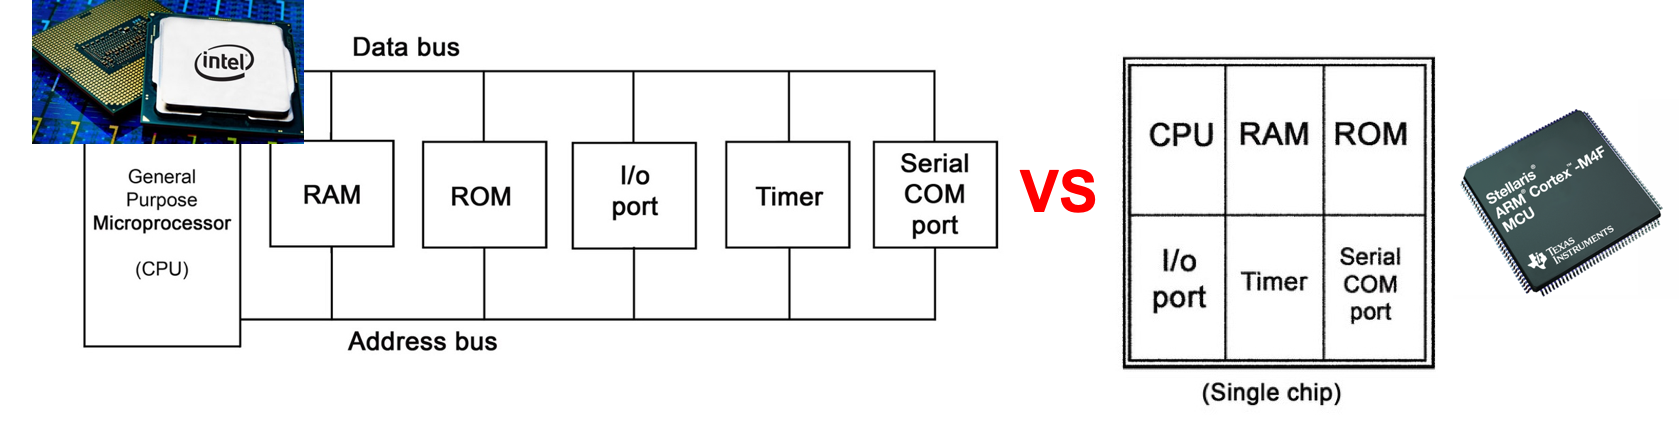 intel
Data bus
General
Purpose
Microprocessor
(CPU)
RAM
ROM
I/o
port
Timer
Serial
COM
port
Address bus
VS
CPU
RAM
ROM
I/o
port
Timer
Serial
COM
port
(Single chip)
Stellaris®
ARM® Cortex™-M4F
MCU
TEXAS
INSTRUMENTS